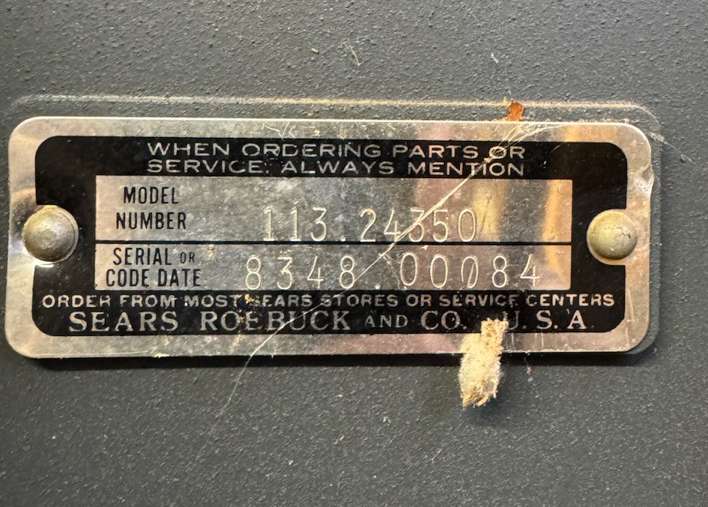 WHEN ORDERING PARTS OR
SERVICE, ALWAYS MENTION
MODEL
NUMBER 113.24350
SERIAL OR
CODE DATE 8348.00084
ORDER FROM MOST SEARS STORES OR SERVICE CENTERS
SEARS ROEBUCK AND CO. U.S.A.